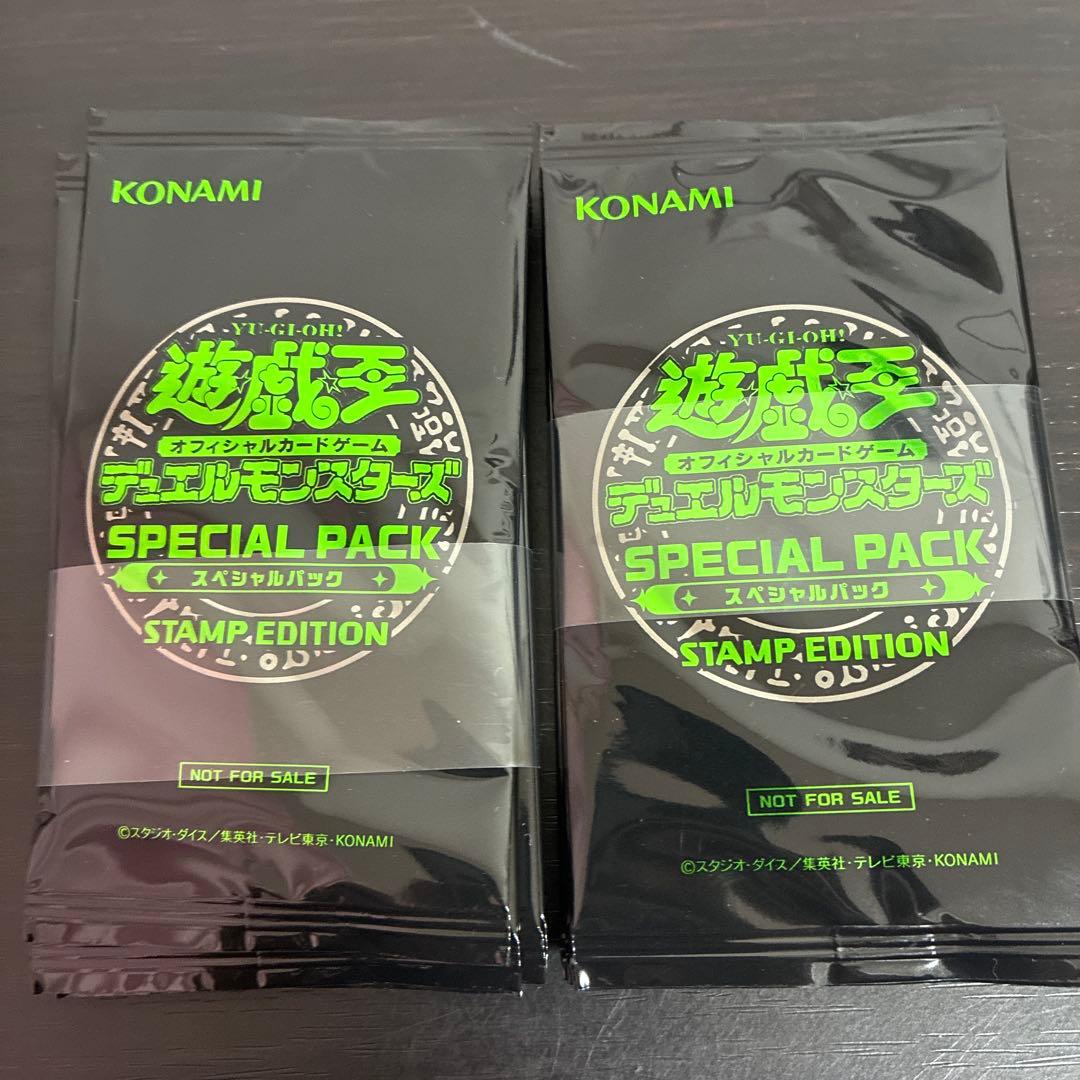 KONAMI
YU-GI-OH!
遊☆戯☆王
オフィシャルカードゲーム
デュエルモンスターズ
SPECIAL PACK
スペシャルパック
STAMP EDITION
NOT FOR SALE
©スタジオ・ダイス/集英社・テレビ東京・KONAMI
KONAMI
YU-GI-OH!
遊☆戯☆王
オフィシャルカードゲーム
デュエルモンスターズ
SPECIAL PACK
スペシャルパック
STAMP EDITION
NOT FOR SALE
©スタジオ・ダイス/集英社・テレビ東京・KONAMI